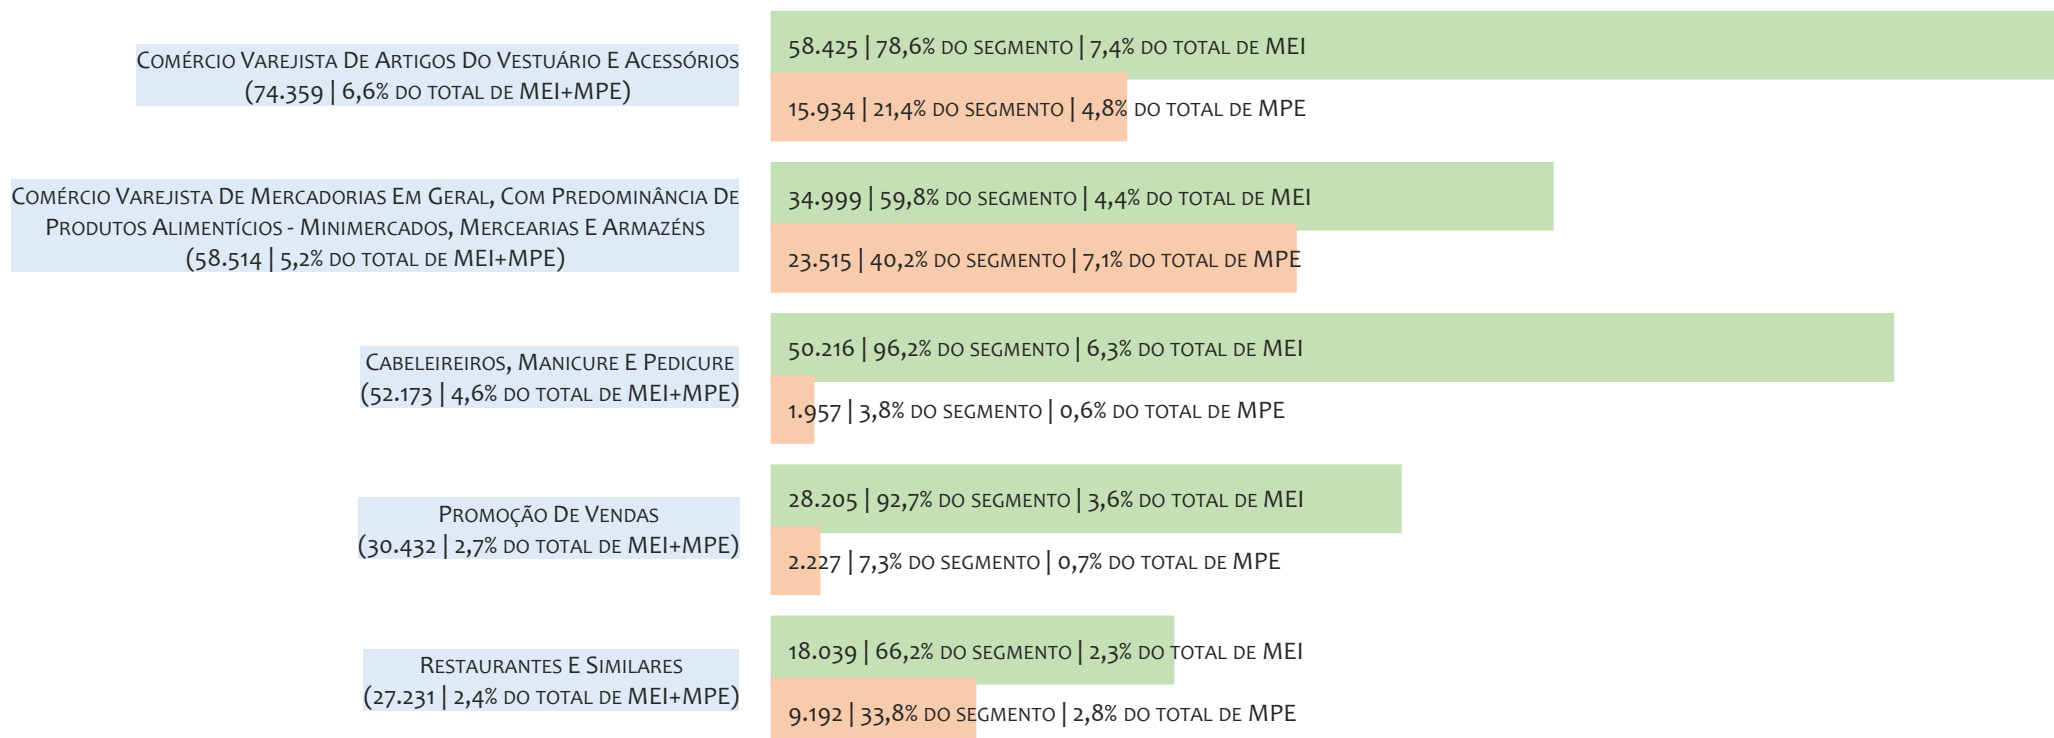 Comércio Varejista De Artigos Do Vestuário E Acessórios
(74.359 | 6,6% do total de MEI+MPE)
58.425 | 78,6% do segmento | 7,4% do total de MEI
15.934 | 21,4% do segmento | 4,8% do total de MPE
Comércio Varejista De Mercadorias Em Geral, Com Predominância De
Produtos Alimentícios - Minimercados, Mercearias E Armazéns
(58.514 | 5,2% do total de MEI+MPE)
34.999 | 59,8% do segmento | 4,4% do total de MEI
23.515 | 40,2% do segmento | 7,1% do total de MPE
Cabeleireiros, Manicure E Pedicure
(52.173 | 4,6% do total de MEI+MPE)
50.216 | 96,2% do segmento | 6,3% do total de MEI
1.957 | 3,8% do segmento | 0,6% do total de MPE
Promoção De Vendas
(30.432 | 2,7% do total de MEI+MPE)
28.205 | 92,7% do segmento | 3,6% do total de MEI
2.227 | 7,3% do segmento | 0,7% do total de MPE
Restaurantes E Similares
(27.231 | 2,4% do total de MEI+MPE)
18.039 | 66,2% do segmento | 2,3% do total de MEI
9.192 | 33,8% do segmento | 2,8% do total de MPE